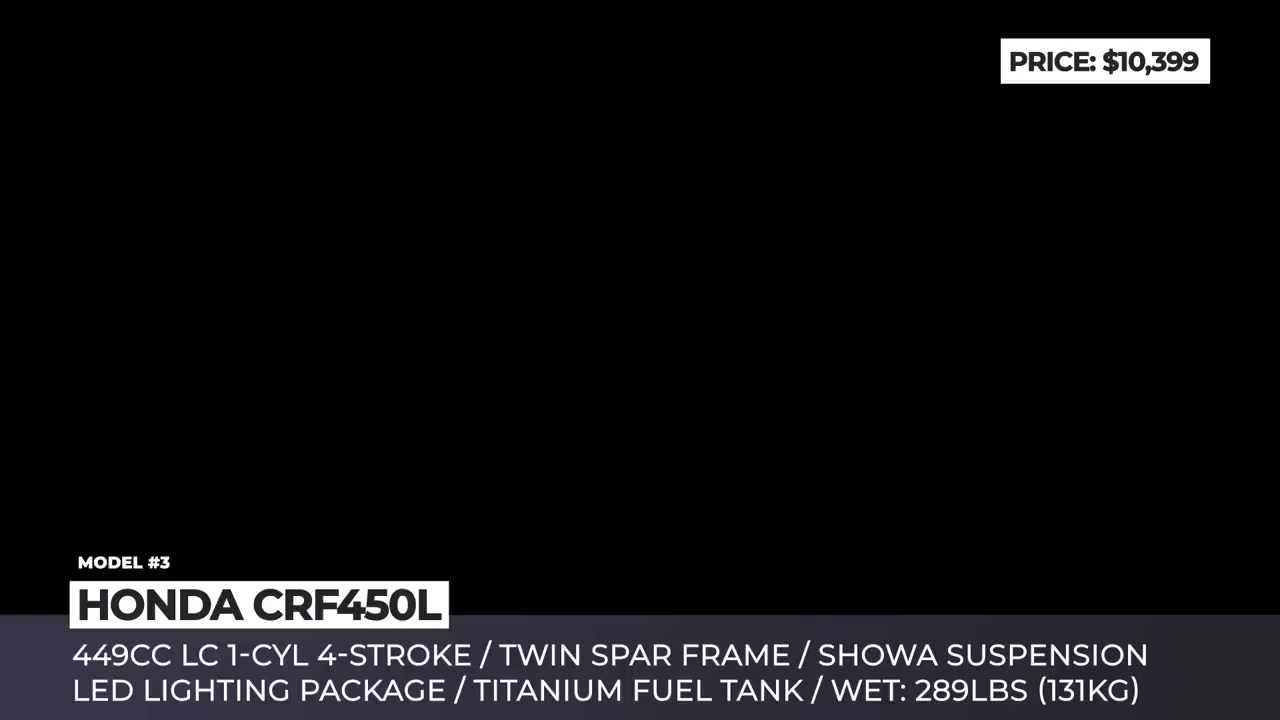 PRICE: $10,399
MODEL #3
HONDA CRF450L
449CC LC 1-CYL 4-STROKE / TWIN SPAR FRAME / SHOWA SUSPENSION
LED LIGHTING PACKAGE / TITANIUM FUEL TANK / WET: 289LBS (131KG)